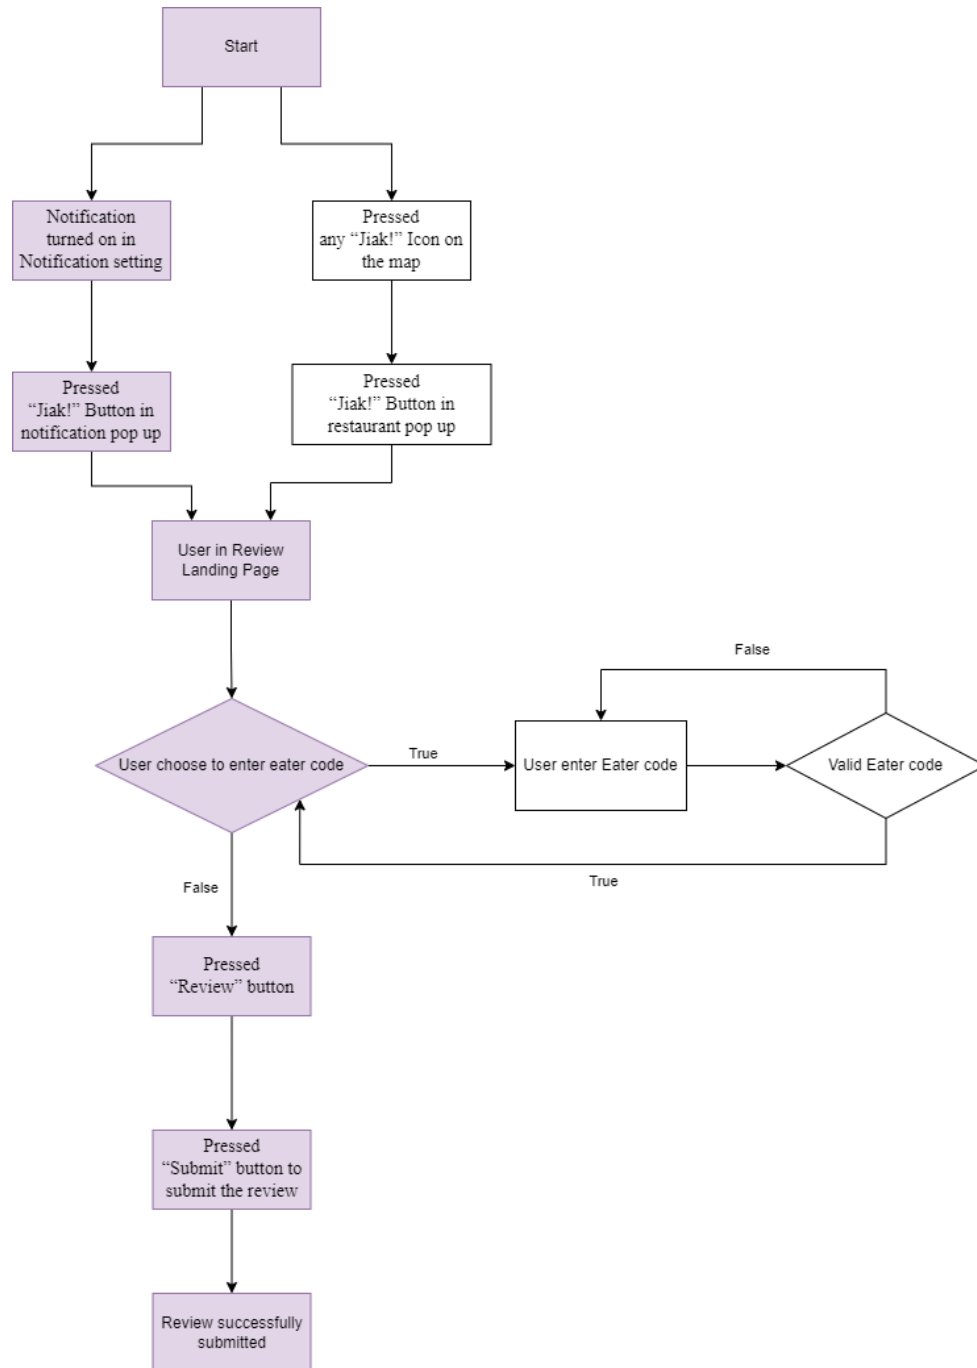 Start
Notification
turned on in
Notification setting
Pressed
any “Jiak!” Icon on
the map
Pressed
“Jiak!” Button in
notification pop up
Pressed
“Jiak!” Button in
restaurant pop up
User in Review
Landing Page
False
User choose to enter eater code
True
User enter Eater code
Valid Eater code
True
False
Pressed
“Review” button
Pressed
“Submit” button to
submit the review
Review successfully
submitted